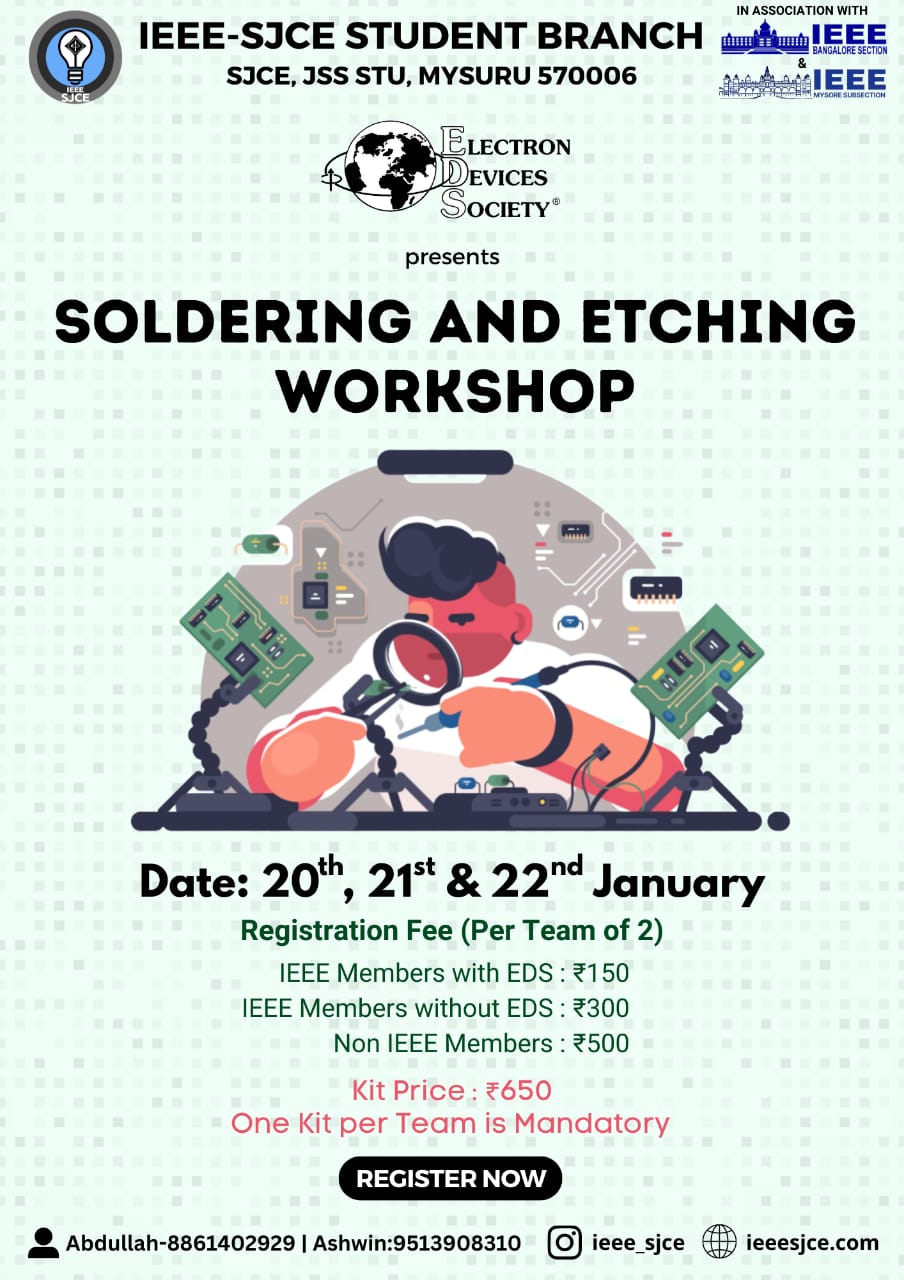 IEEE-SJCE STUDENT BRANCH
SJCE, JSS STU, MYSURU 570006
IEEE
SJCE
IN ASSOCIATION WITH
IEEE
BANGALORE SECTION
&
IEEE
MYSORE SUBSECTION
ELECTRON
DEVICES
SOCIETY®
presents
SOLDERING AND ETCHING
WORKSHOP
Date: 20th, 21st & 22nd January
Registration Fee (Per Team of 2)
IEEE Members with EDS : ₹150
IEEE Members without EDS : ₹300
Non IEEE Members : ₹500
Kit Price : ₹650
One Kit per Team is Mandatory
REGISTER NOW
Abdullah-8861402929 | Ashwin:9513908310
ieee_sjce
ieeesjce.com